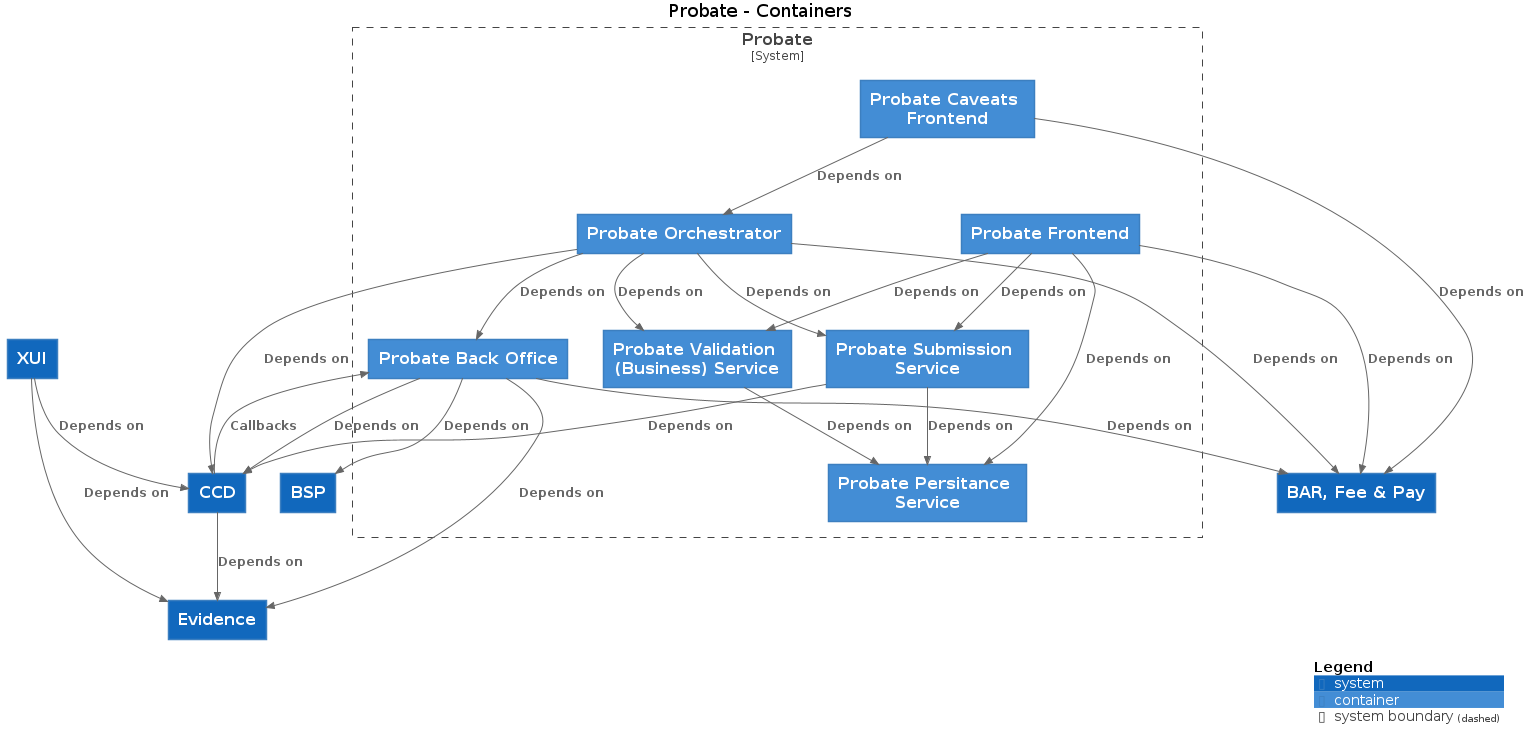 Probate - Containers
Probate
[System]
Probate Caveats
Frontend
Depends on
Probate Orchestrator
Probate Frontend
Depends on
Depends on
Depends on
Depends on
Depends on
Depends on
XUI
Probate Back Office
Probate Validation
(Business) Service
Probate Submission
Service
Depends on
Depends on
Depends on
Depends on
Depends on
Callbacks
Depends on
Depends on
Depends on
Depends on
Depends on
Depends on
CCD
BSP
Probate Persitance
Service
BAR, Fee & Pay
Depends on
Depends on
Depends on
Evidence
Legend
system
container
system boundary (dashed)